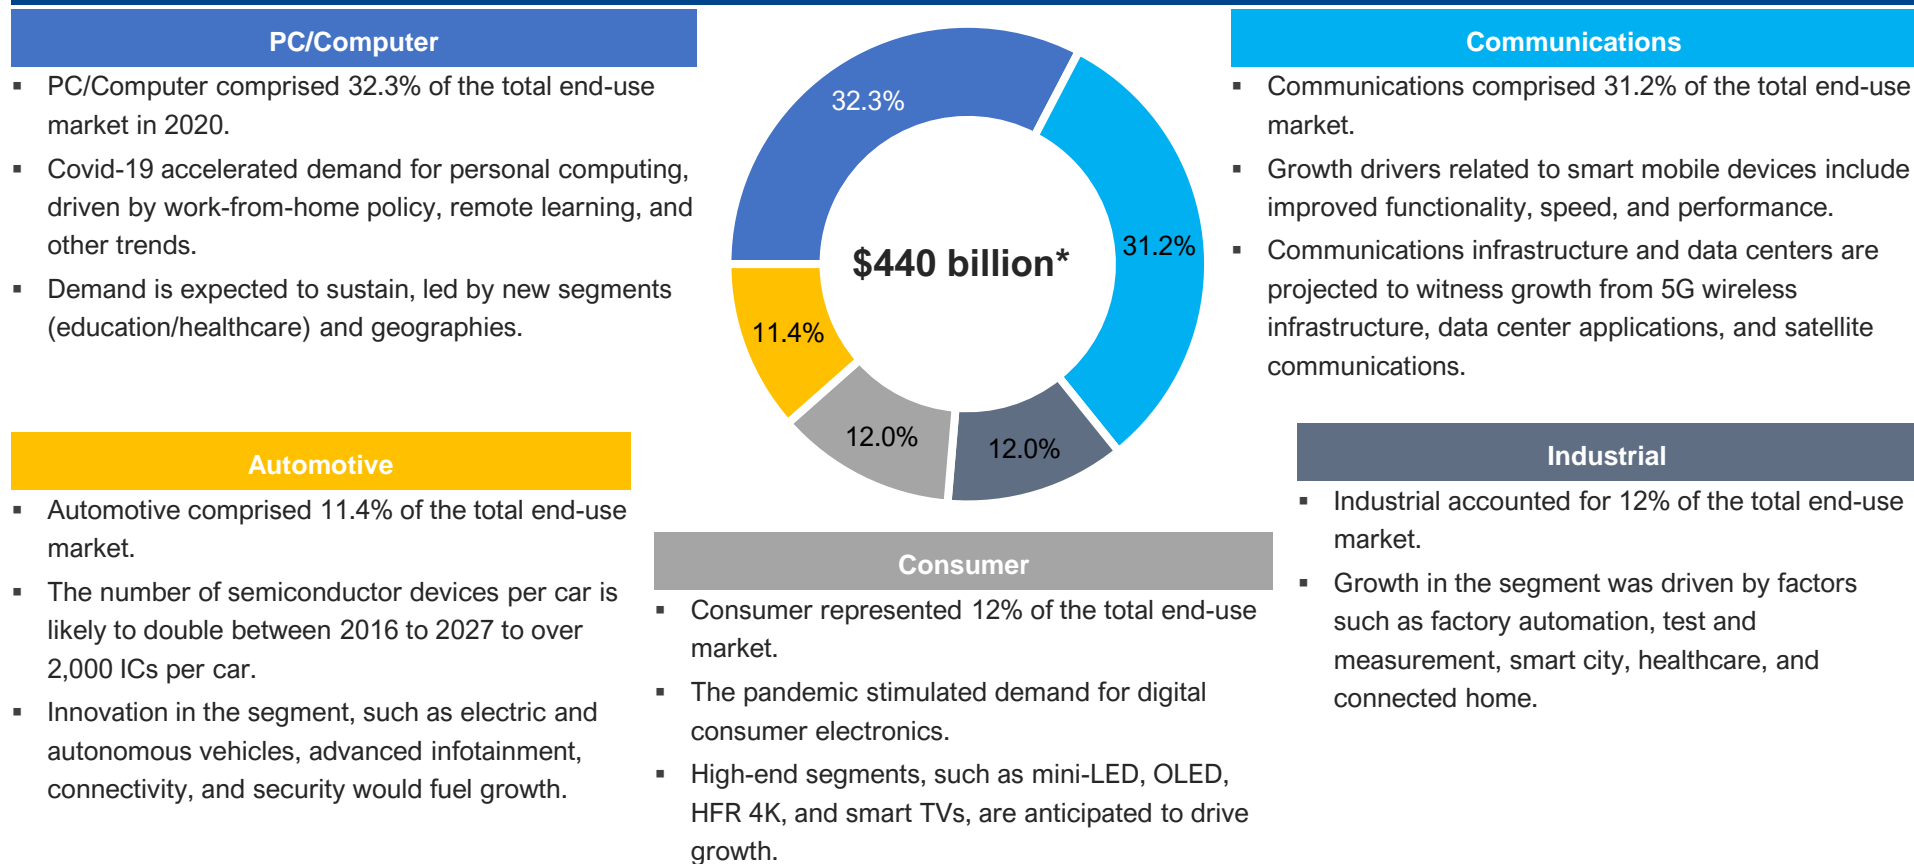 PC/Computer
▪ PC/Computer comprised 32.3% of the total end-use
market in 2020.
▪ Covid-19 accelerated demand for personal computing,
driven by work-from-home policy, remote learning, and
other trends.
▪ Demand is expected to sustain, led by new segments
(education/healthcare) and geographies.
32.3%
31.2%
$440 billion*
11.4%
12.0%
12.0%
Communications
▪ Communications comprised 31.2% of the total end-use
market.
▪ Growth drivers related to smart mobile devices include
improved functionality, speed, and performance.
▪ Communications infrastructure and data centers are
projected to witness growth from 5G wireless
infrastructure, data center applications, and satellite
communications.
Automotive
▪ Automotive comprised 11.4% of the total end-use
market.
▪ The number of semiconductor devices per car is
likely to double between 2016 to 2027 to over
2,000 ICs per car.
▪ Innovation in the segment, such as electric and
autonomous vehicles, advanced infotainment,
connectivity, and security would fuel growth.
Consumer
▪ Consumer represented 12% of the total end-use
market.
▪ The pandemic stimulated demand for digital
consumer electronics.
▪ High-end segments, such as mini-LED, OLED,
HFR 4K, and smart TVs, are anticipated to drive
growth.
Industrial
▪ Industrial accounted for 12% of the total end-use
market.
▪ Growth in the segment was driven by factors
such as factory automation, test and
measurement, smart city, healthcare, and
connected home.